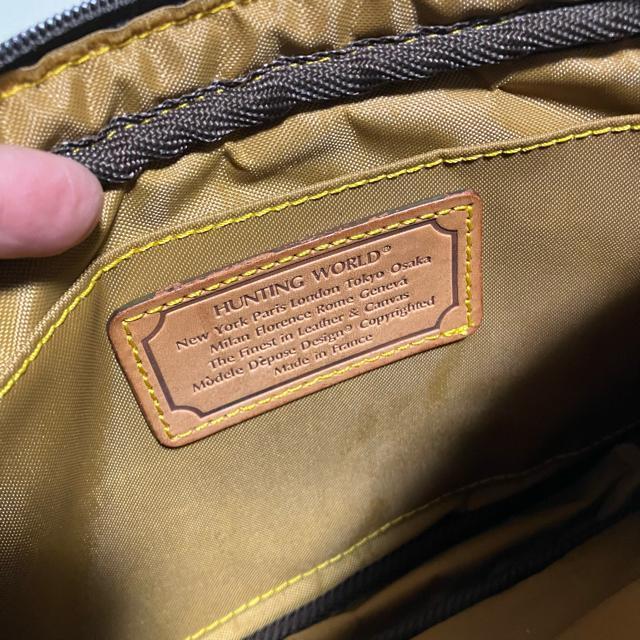 HUNTING WORLD®
New York Paris London Tokyo Osaka
Milan Florence Rome Geneva
The Finest in Leather & Canvas
Modele Depose Design® Copyrighted
Made in France